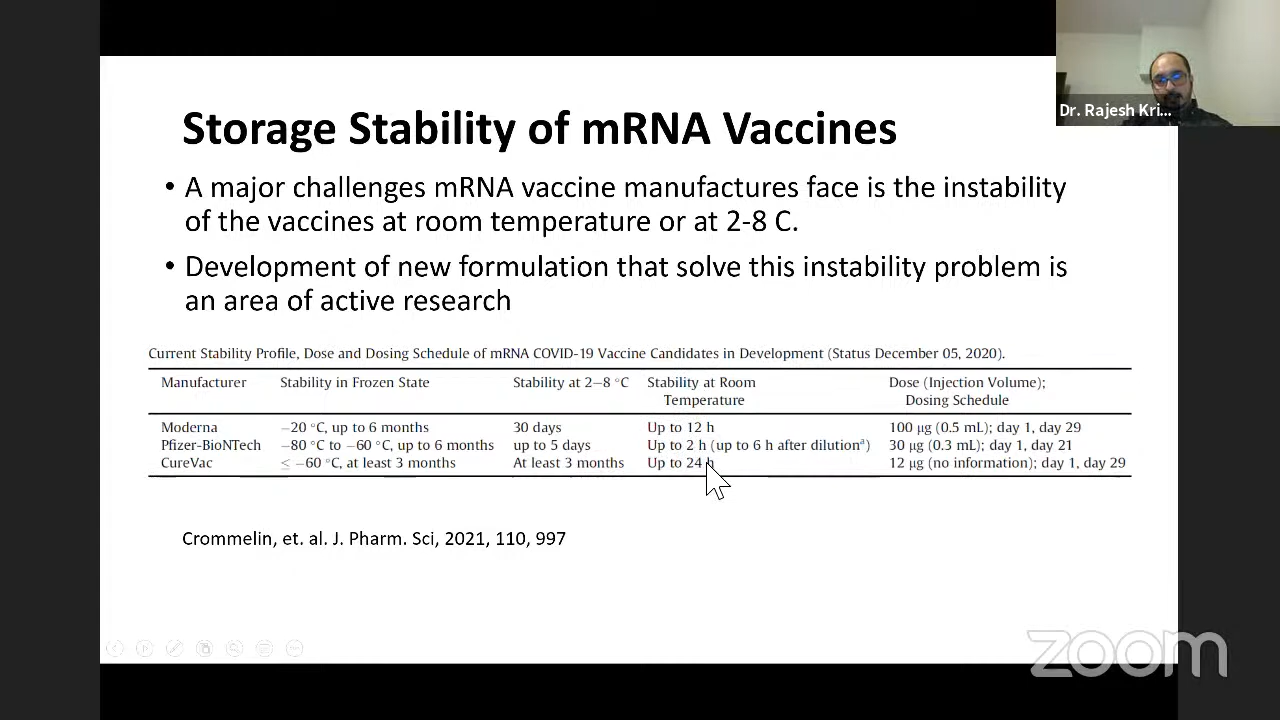 Dr. Rajesh Kri...
Storage Stability of mRNA Vaccines
• A major challenges mRNA vaccine manufactures face is the instability
of the vaccines at room temperature or at 2-8 C.
• Development of new formulation that solve this instability problem is
an area of active research
Current Stability Profile, Dose and Dosing Schedule of mRNA COVID-19 Vaccine Candidates in Development (Status December 05, 2020).
Manufacturer Stability in Frozen State Stability at 2–8 °C Stability at Room Dose (Injection Volume);
Temperature Dosing Schedule
Moderna −20 °C, up to 6 months 30 days Up to 12 h 100 μg (0.5 mL); day 1, day 29
Pfizer-BioNTech −80 °C to −60 °C, up to 6 months up to 5 days Up to 2 h (up to 6 h after dilutionᵃ) 30 μg (0.3 mL); day 1, day 21
CureVac ≤ −60 °C, at least 3 months At least 3 months Up to 24 h 12 μg (no information); day 1, day 29
Crommelin, et. al. J. Pharm. Sci, 2021, 110, 997
zoom